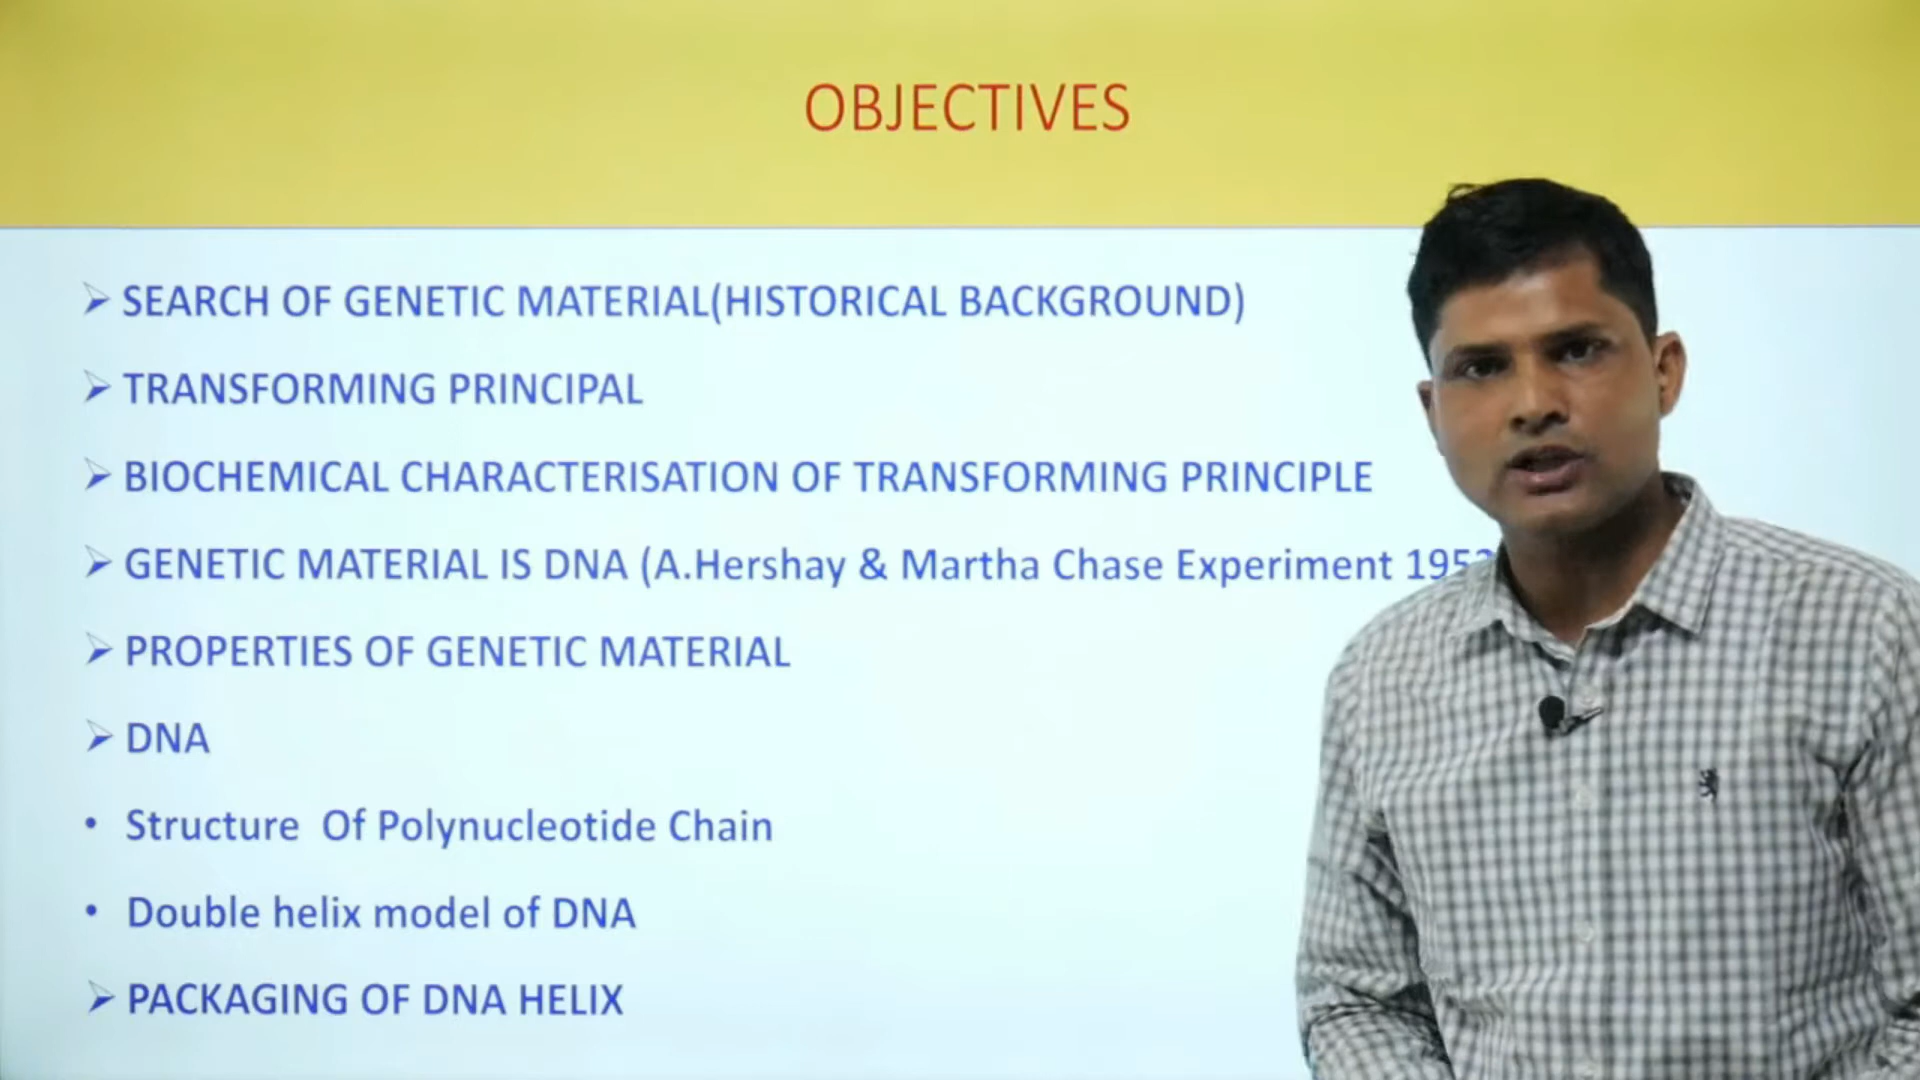 OBJECTIVES
SEARCH OF GENETIC MATERIAL(HISTORICAL BACKGROUND)
TRANSFORMING PRINCIPAL
BIOCHEMICAL CHARACTERISATION OF TRANSFORMING PRINCIPLE
GENETIC MATERIAL IS DNA (A.Hershay & Martha Chase Experiment
PROPERTIES OF GENETIC MATERIAL
DNA
• Structure Of Polynucleotide Chain
• Double helix model of DNA
PACKAGING OF DNA HELIX